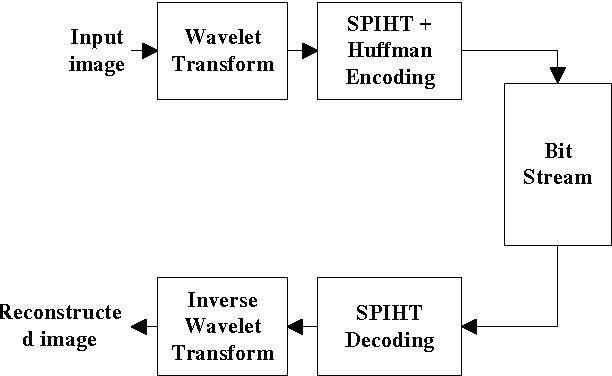 Input
image
Wavelet
Transform
SPIHT +
Huffman
Encoding
Bit
Stream
Reconstructe
d image
Inverse
Wavelet
Transform
SPIHT
Decoding